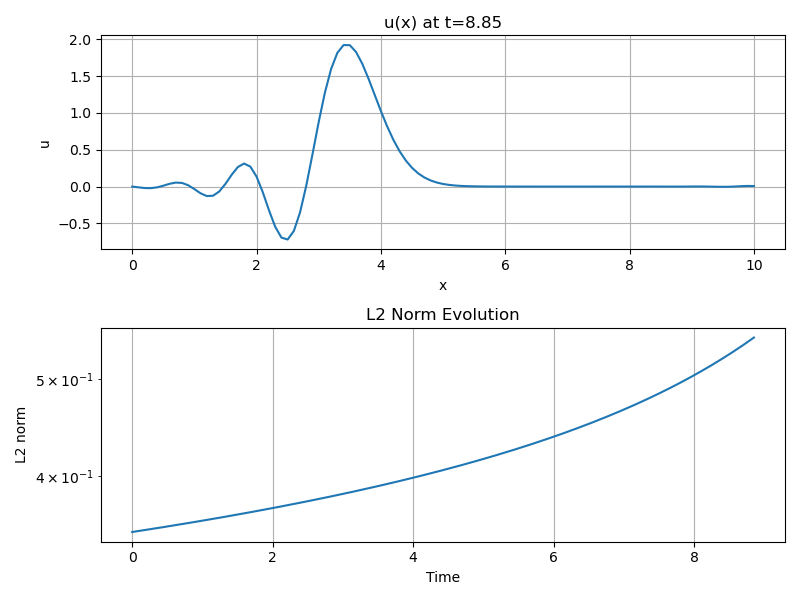 u(x) at t=8.85
u
2.0
1.5
1.0
0.5
0.0
−0.5
0 2 4 6 8 10
x
L2 Norm Evolution
L2 norm
5 × 10⁻¹
4 × 10⁻¹
0 2 4 6 8
Time